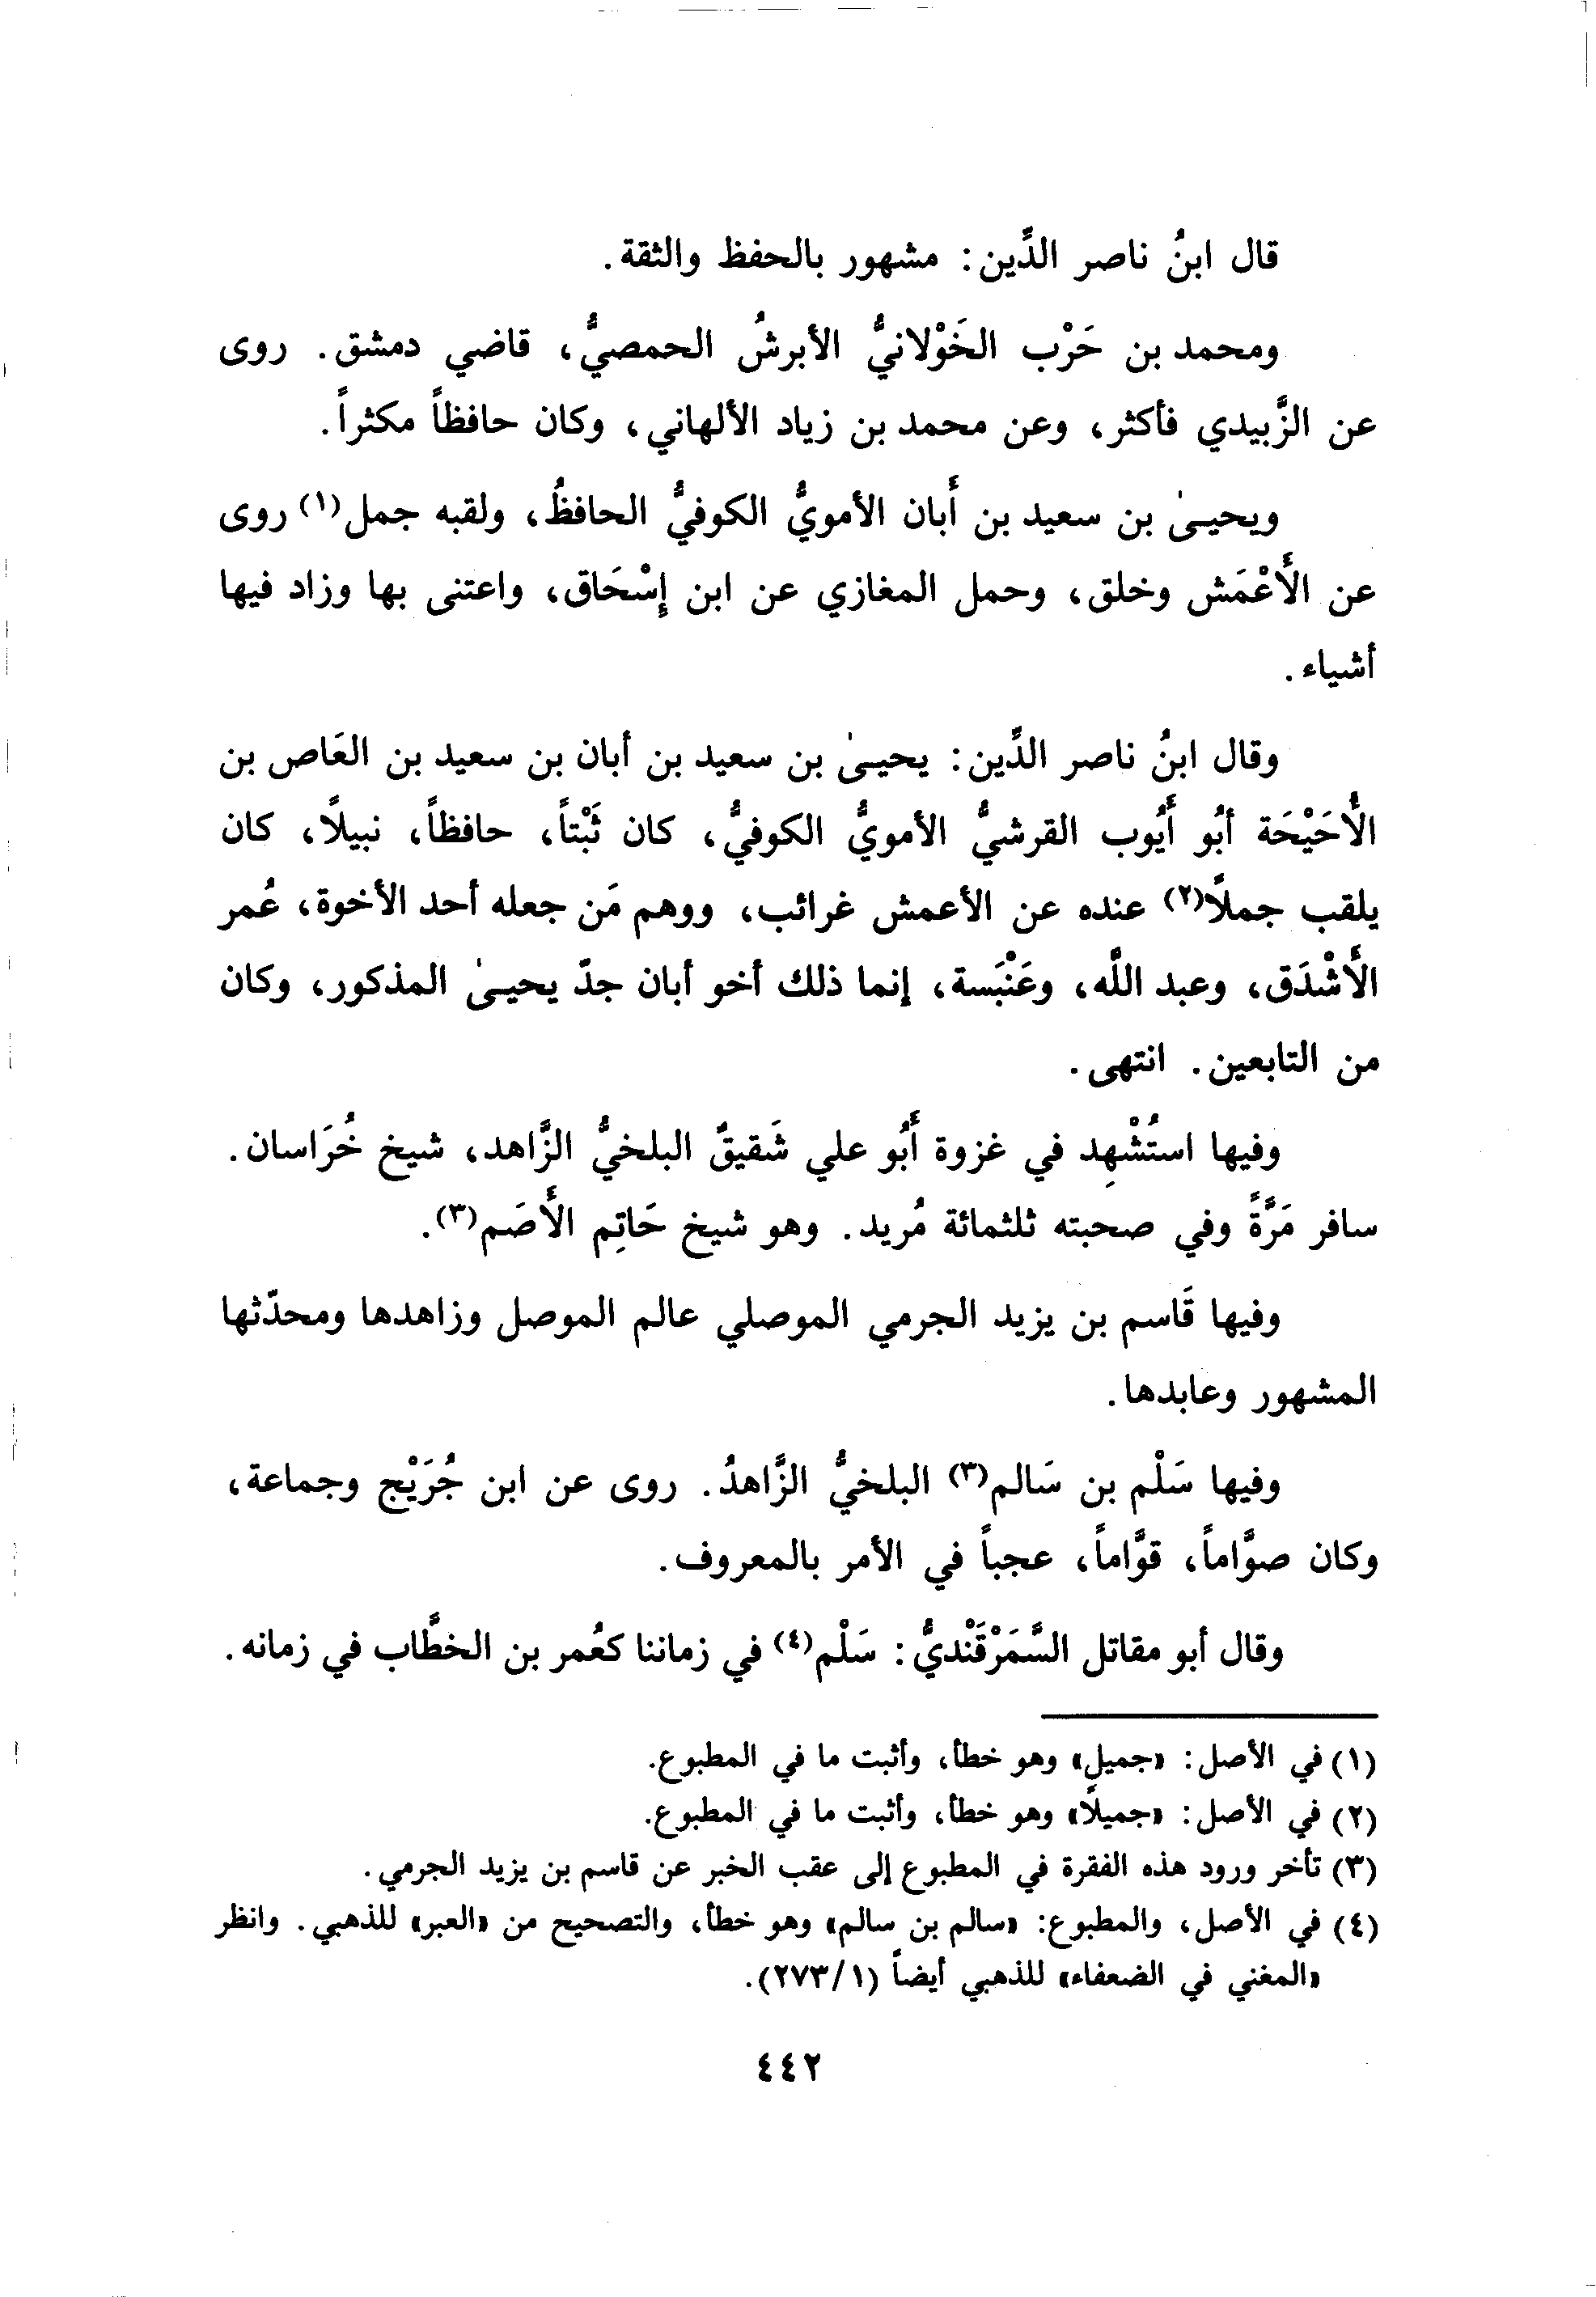 قال ابنُ ناصر الدِّين: مشهور بالحفظ والثقة.
ومحمد بن حَرْب الخَوْلانيُّ الأبرشُ الحمصيُّ، قاضي دمشق. روى
عن الزَّبيدي فأكثر، وعن محمد بن زياد الألهاني، وكان حافظاً مكثراً.
ويحيىٰ بن سعيد بن أَبان الأمويُّ الكوفيُّ الحافظُ، ولقبه جمل(١) روى
عن الأَعْمَش وخلق، وحمل المغازي عن ابن إسْحَاق، واعتنى بها وزاد فيها
أشياء.
وقال ابنُ ناصر الدِّين: يحيىٰ بن سعيد بن أبان بن سعيد بن العَاص بن
الأُحَيْحَة أبُو أَيُوب القرشيُّ الأمويُّ الكوفيُّ، كان ثَبْتاً، حافظاً، نبيلاً، كان
يلقب جملاً(٢) عنده عن الأعمش غرائب، ووهم مَن جعله أحد الأخوة، عُمر
الأَشْدَق، وعبد اللَّه، وعَنْبَسة، إنما ذلك أخو أبان جدّ يحيىٰ المذكور، وكان
من التابعين. انتهى.
وفيها استُشْهِد في غزوة أَبُو علي شَقيقٌ البلخيُّ الزَّاهد، شيخ خُرَاسان.
سافر مَرَّةً وفي صحبته ثلثمائة مُريد. وهو شيخ حَاتِم الأَصَم(٣).
وفيها قَاسم بن يزيد الجرمي الموصلي عالم الموصل وزاهدها ومحدّثها
المشهور وعابدها.
وفيها سَلْم بن سَالم(٣) البلخيُّ الزَّاهدُ. روى عن ابن جُرَيْج وجماعة،
وكان صوَّاماً، قوَّاماً، عجباً في الأمر بالمعروف.
وقال أبو مقاتل السَّمَرْقَنْديُّ: سَلْم(٤) في زماننا كعُمر بن الخطَّاب في زمانه.
(١) في الأصل: «جميل» وهو خطأ، وأثبت ما في المطبوع.
(٢) في الأصل: «جميلاً» وهو خطأ، وأثبت ما في المطبوع.
(٣) تأخر ورود هذه الفقرة في المطبوع إلى عقب الخبر عن قاسم بن يزيد الجرمي.
(٤) في الأصل، والمطبوع: «سالم بن سالم» وهو خطأ، والتصحيح من «العبر» للذهبي. وانظر
«المغني في الضعفاء» للذهبي أيضاً (١/ ٢٧٣).
٤٤٢